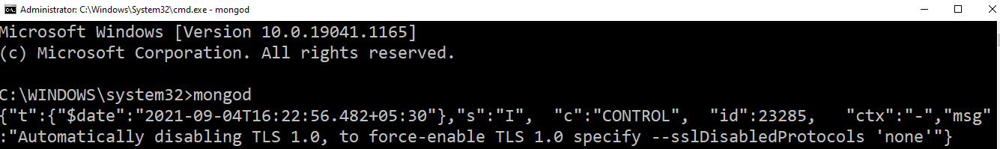 Administrator: C:\Windows\System32\cmd.exe - mongod
Microsoft Windows [Version 10.0.19041.1165]
(c) Microsoft Corporation. All rights reserved.
C:\WINDOWS\system32>mongod
{"t":{"$date":"2021-09-04T16:22:56.482+05:30"},"s":"I",  "c":"CONTROL",  "id":23285,   "ctx":"-","msg"
:"Automatically disabling TLS 1.0, to force-enable TLS 1.0 specify --sslDisabledProtocols 'none'"}